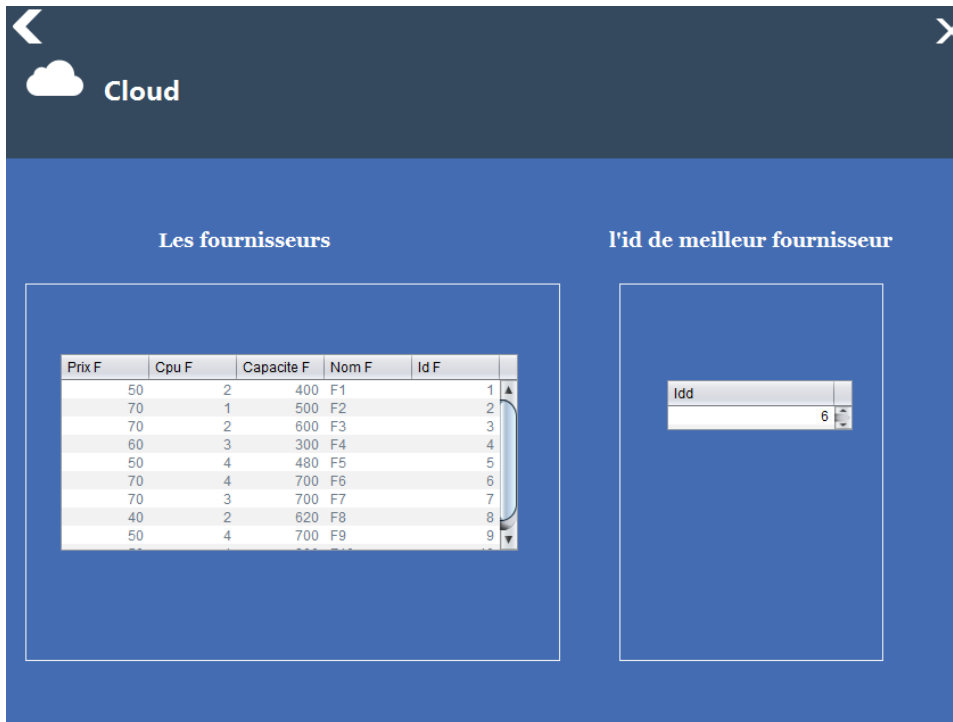 Cloud
Les fournisseurs
l'id de meilleur fournisseur
Prix F Cpu F Capacite F Nom F Id F
50 2 400 F1 1
70 1 500 F2 2
70 2 600 F3 3
60 3 300 F4 4
50 4 480 F5 5
70 4 700 F6 6
70 3 700 F7 7
40 2 620 F8 8
50 4 700 F9 9
Idd
6